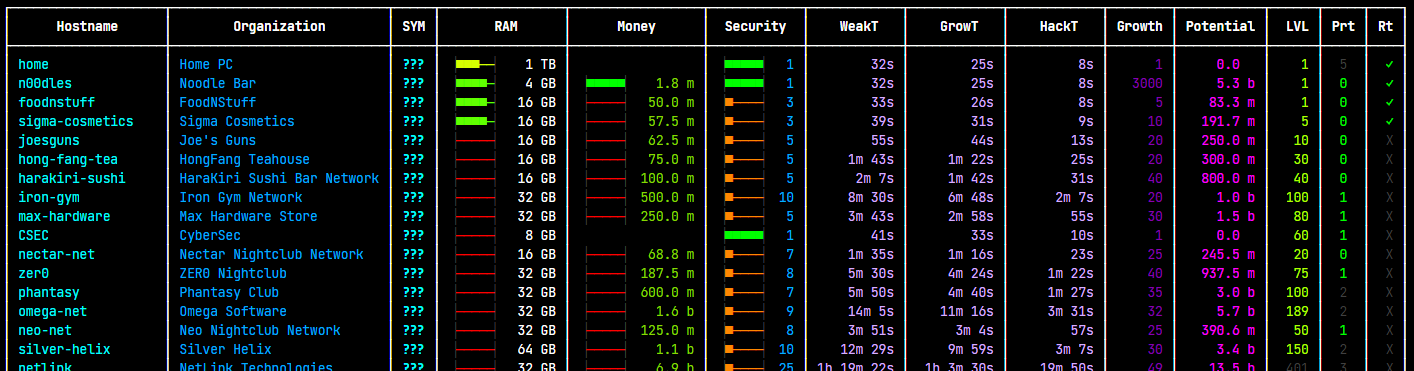 Hostname Organization SYM RAM Money Security WeakT GrowT HackT Growth Potential LVL Prt Rt
home Home PC ??? 1 TB 1 32s 25s 8s 1 0.0 1 5 ✓
n00dles Noodle Bar ??? 4 GB 1.8 m 1 32s 25s 8s 3000 5.3 b 1 0 ✓
foodnstuff FoodNStuff ??? 16 GB 50.0 m 3 33s 26s 8s 5 83.3 m 1 0 ✓
sigma-cosmetics Sigma Cosmetics ??? 16 GB 57.5 m 3 39s 31s 9s 10 191.7 m 5 0 ✓
joesguns Joe's Guns ??? 16 GB 62.5 m 5 55s 44s 13s 20 250.0 m 10 0 X
hong-fang-tea HongFang Teahouse ??? 16 GB 75.0 m 5 1m 43s 1m 22s 25s 20 300.0 m 30 0 X
harakiri-sushi HaraKiri Sushi Bar Network ??? 16 GB 100.0 m 5 2m 7s 1m 42s 31s 40 800.0 m 40 0 X
iron-gym Iron Gym Network ??? 32 GB 500.0 m 10 8m 30s 6m 48s 2m 7s 20 1.0 b 100 1 X
max-hardware Max Hardware Store ??? 32 GB 250.0 m 5 3m 43s 2m 58s 55s 30 1.5 b 80 1 X
CSEC CyberSec ??? 8 GB 1 41s 33s 10s 1 0.0 60 1 X
nectar-net Nectar Nightclub Network ??? 16 GB 68.8 m 7 1m 35s 1m 16s 23s 25 245.5 m 20 0 X
zer0 ZER0 Nightclub ??? 32 GB 187.5 m 8 5m 30s 4m 24s 1m 22s 40 937.5 m 75 1 X
phantasy Phantasy Club ??? 32 GB 600.0 m 7 5m 50s 4m 40s 1m 27s 35 3.0 b 100 2 X
omega-net Omega Software ??? 32 GB 1.6 b 9 14m 5s 11m 16s 3m 31s 32 5.7 b 189 2 X
neo-net Neo Nightclub Network ??? 32 GB 125.0 m 8 3m 51s 3m 4s 57s 25 390.6 m 50 1 X
silver-helix Silver Helix ??? 64 GB 1.1 b 10 12m 29s 9m 59s 3m 7s 30 3.4 b 150 2 X
netlink NetLink Technologies ??? 32 GB 6.9 b 25 1h 19m 22s 1h 3m 30s 19m 50s 49 13.5 b 401 3 X